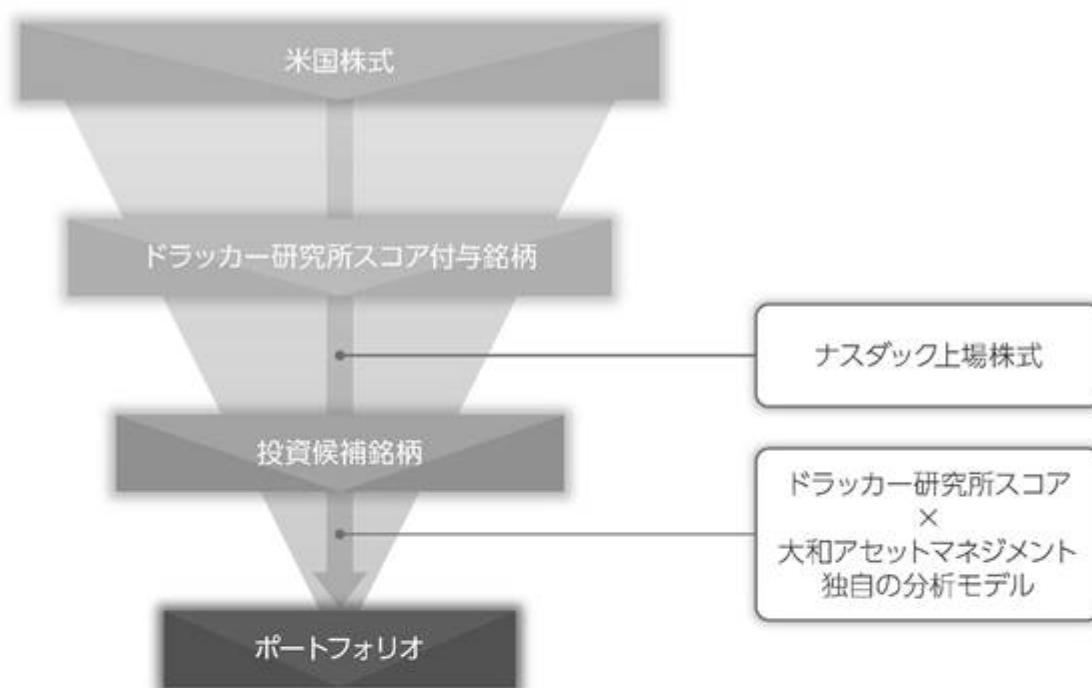 米国株式
ドラッカー研究所スコア付与銘柄
ナスダック上場株式
投資候補銘柄
ドラッカー研究所スコア
×
大和アセットマネジメント
独自の分析モデル
ポートフォリオ